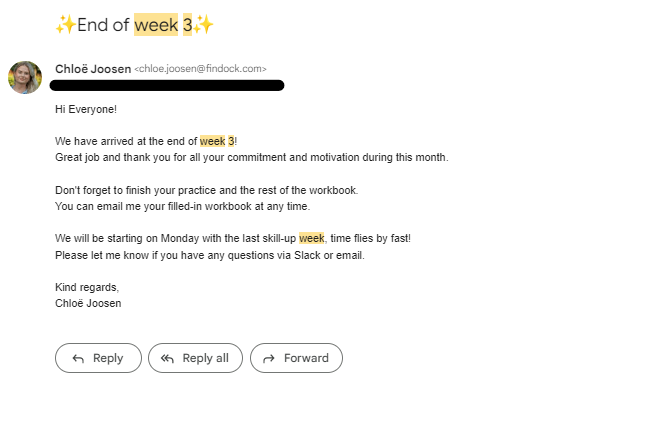 ✨End of week 3✨
Chloë Joosen <chloe.joosen@findock.com>
Hi Everyone!
We have arrived at the end of week 3!
Great job and thank you for all your commitment and motivation during this month.
Don't forget to finish your practice and the rest of the workbook.
You can email me your filled-in workbook at any time.
We will be starting on Monday with the last skill-up week, time flies by fast!
Please let me know if you have any questions via Slack or email.
Kind regards,
Chloë Joosen
Reply Reply all Forward